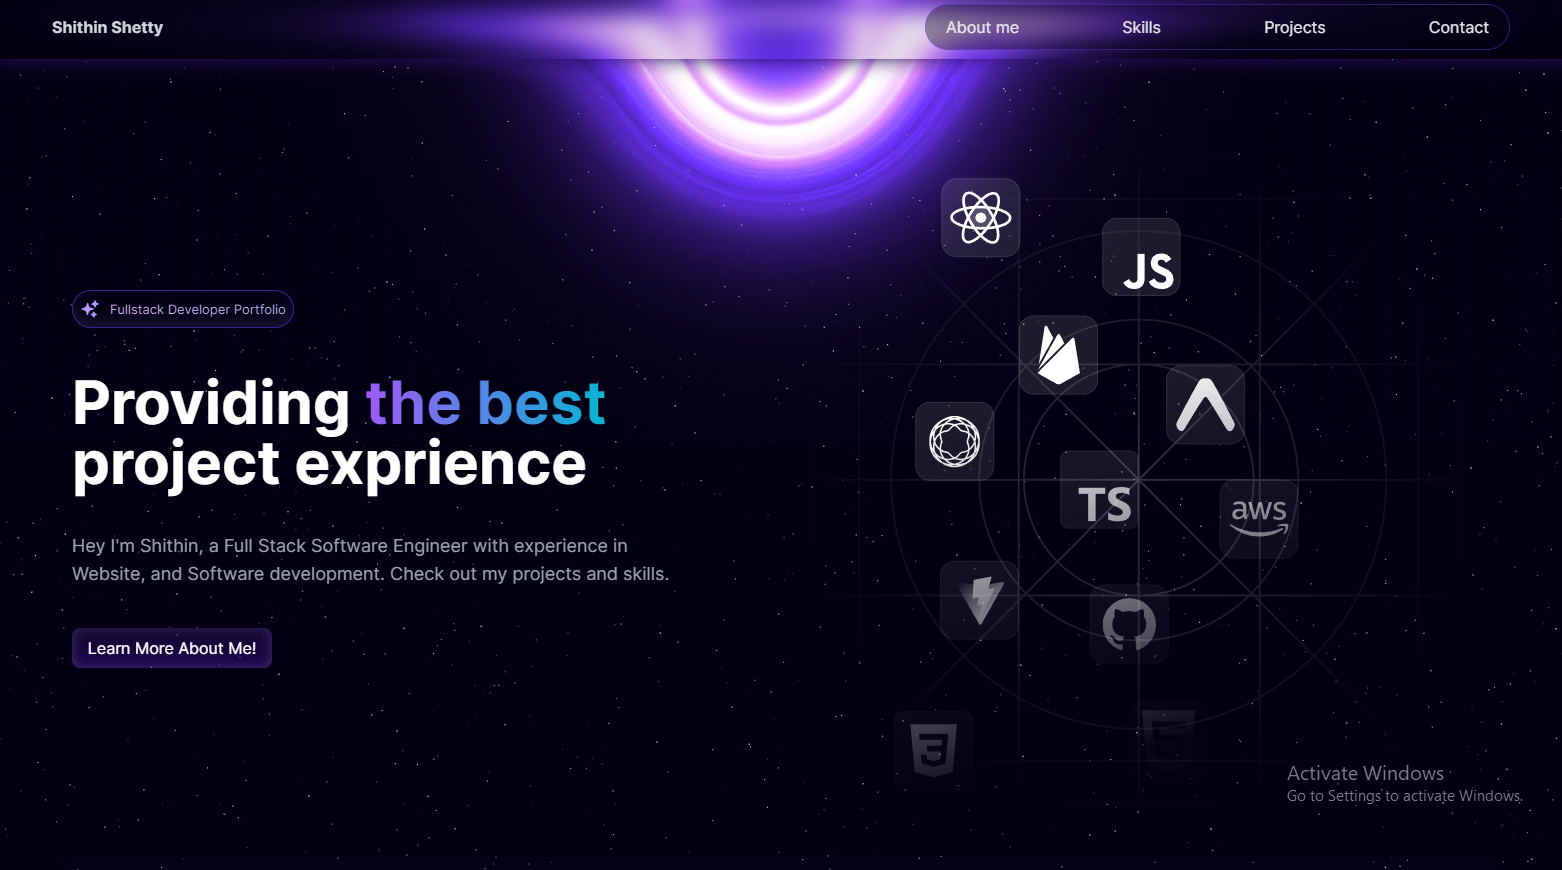 Shithin Shetty
About me
Skills
Projects
Contact
Fullstack Developer Portfolio
Providing the best
project exprience
Hey I'm Shithin, a Full Stack Software Engineer with experience in
Website, and Software development. Check out my projects and skills.
Learn More About Me!
JS
TS
aws
3
5
Activate Windows
Go to Settings to activate Windows.